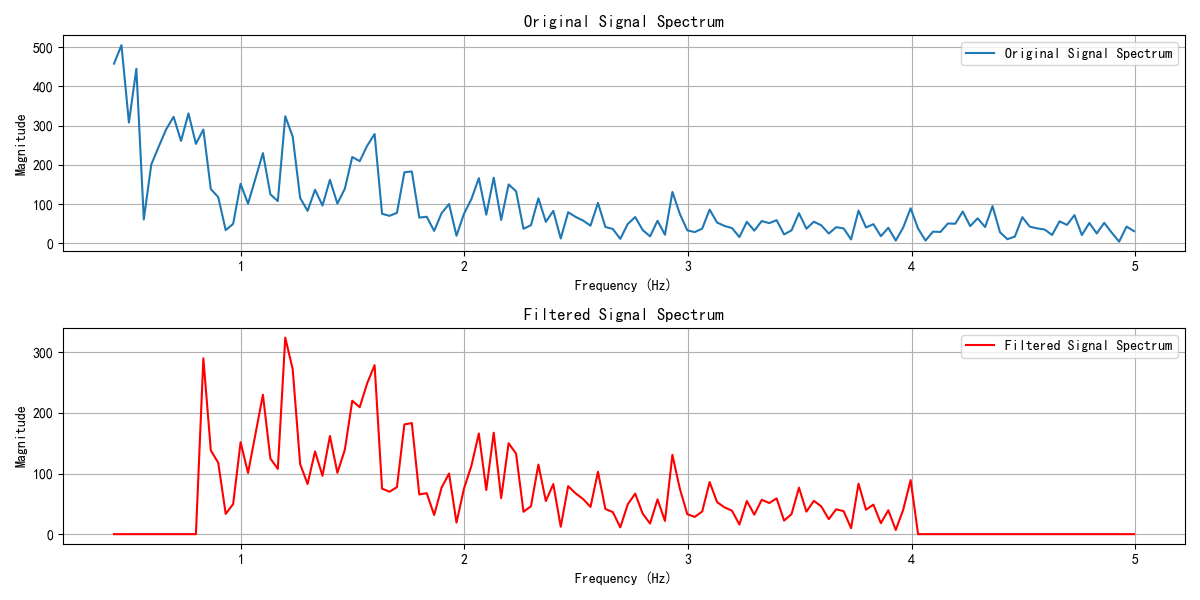 Original Signal Spectrum
500
400
300
200
100
0
Magnitude
Original Signal Spectrum
1 2 3 4 5
Frequency (Hz)
Filtered Signal Spectrum
300
200
100
0
Magnitude
Filtered Signal Spectrum
1 2 3 4 5
Frequency (Hz)